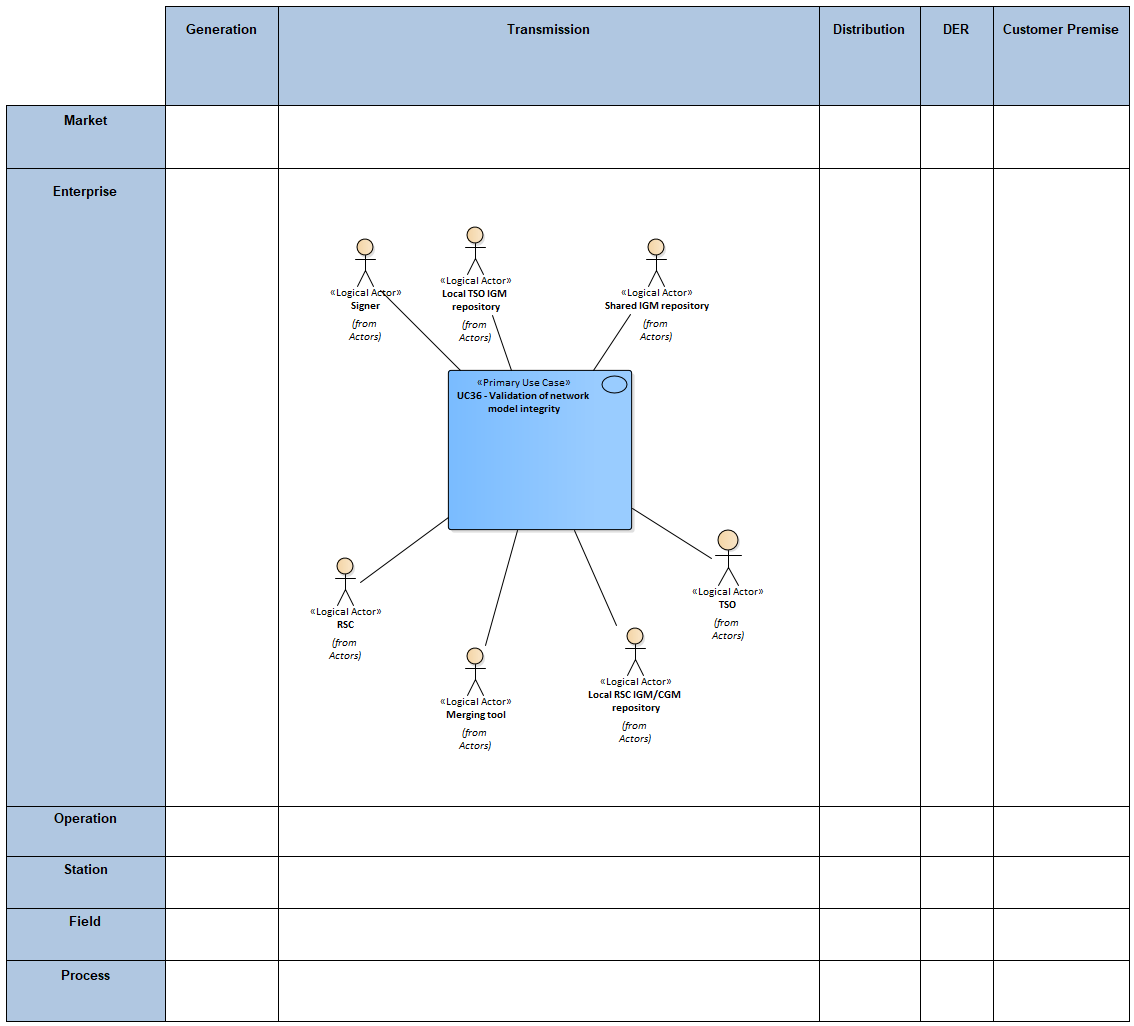 Generation
Transmission
Distribution
DER
Customer Premise
Market
Enterprise
«Logical Actor»
Signer
(from
Actors)
«Logical Actor»
Local TSO IGM
repository
(from
Actors)
«Logical Actor»
Shared IGM repository
(from
Actors)
«Primary Use Case»
UC36 - Validation of network
model integrity
«Logical Actor»
RSC
(from
Actors)
«Logical Actor»
Merging tool
(from
Actors)
«Logical Actor»
Local RSC IGM/CGM
repository
(from
Actors)
«Logical Actor»
TSO
(from
Actors)
Operation
Station
Field
Process